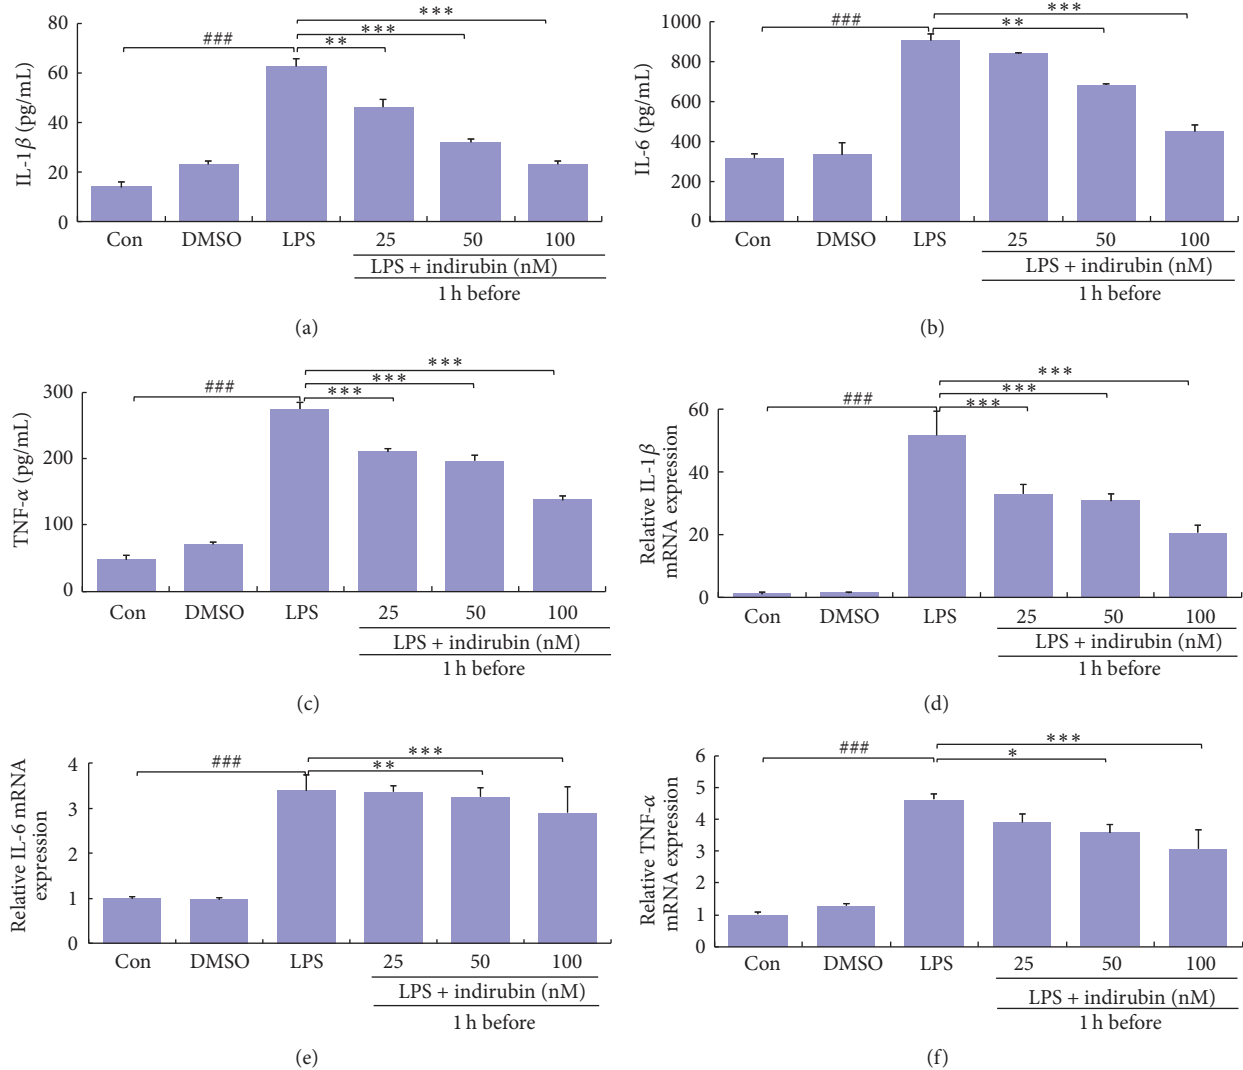 IL-1β (pg/mL)
80
60
40
20
0
###
**
***
***
Con DMSO LPS 25 50 100
LPS + indirubin (nM)
1 h before
(a)
IL-6 (pg/mL)
1000
800
600
400
200
0
###
**
***
Con DMSO LPS 25 50 100
LPS + indirubin (nM)
1 h before
(b)
TNF-α (pg/mL)
300
200
100
0
###
***
***
***
Con DMSO LPS 25 50 100
LPS + indirubin (nM)
1 h before
(c)
Relative IL-1β
mRNA expression
60
40
20
0
###
***
***
***
Con DMSO LPS 25 50 100
LPS + indirubin (nM)
1 h before
(d)
Relative IL-6 mRNA
expression
4
3
2
1
0
###
**
***
Con DMSO LPS 25 50 100
LPS + indirubin (nM)
1 h before
(e)
Relative TNF-α
mRNA expression
6
5
4
3
2
1
0
###
*
***
Con DMSO LPS 25 50 100
LPS + indirubin (nM)
1 h before
(f)